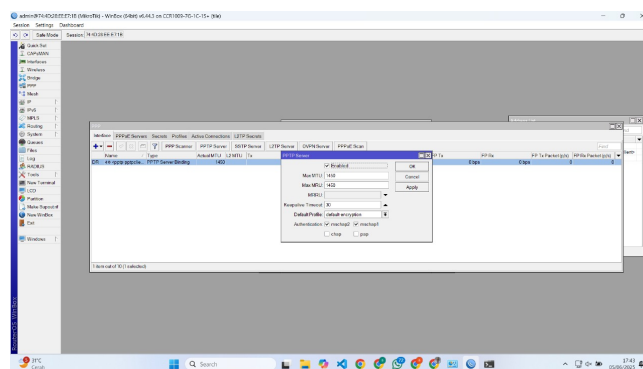 admin@74:4D:28:EE:E7:1B (MikroTik) - WinBox (64bit) v6.44.3 on CCR1009-7G-1C-1S+ (tile)
Session Settings Dashboard
Safe Mode Session: 74:4D:28:EE:E7:1B
Quick Set
CAPsMAN
Interfaces
Wireless
Bridge
PPP
Mesh
IP
IPv6
MPLS
Routing
System
Queues
Files
Log
RADIUS
Tools
New Terminal
LCD
Partition
Make Supout.rif
New WinBox
Exit
Windows
Interface PPPoE Servers Secrets Profiles Active Connections L2TP Secrets
PPP Scanner PPTP Server SSTP Server L2TP Server OVPN Server PPPoE Scan Find
Name Type Actual MTU L2 MTU Tx FP Tx FP Rx FP Tx Packet (p/s) FP Rx Packet (p/s)
DR PPTP Server Binding 1450 0 bps 0 bps 0 0
PPTP Server
Enabled
Max MTU: 1450
Max MRU: 1450
MRRU:
Keepalive Timeout: 30
Default Profile: default-encryption
Authentication: mschap2 mschap1
chap pap
OK
Cancel
Apply
1 item out of 10 (1 selected)
RouterOS WinBox
31°C
Cerah
Search
17:43
05/06/2025